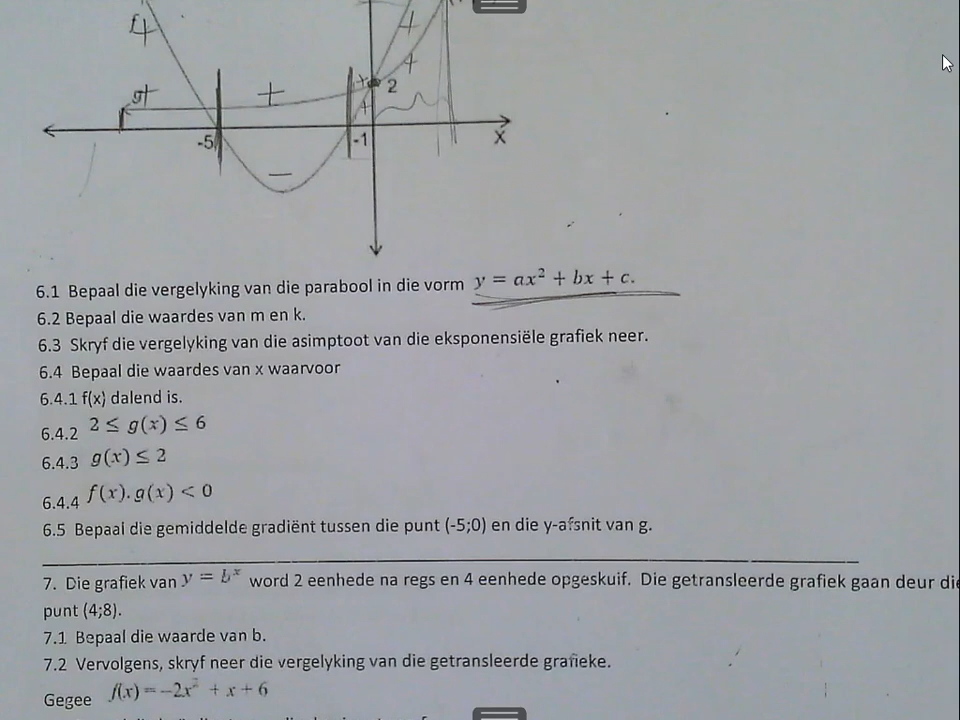 f +
+
+
g+
+
+
+
2
-5
-1
X
−
6.1 Bepaal die vergelyking van die parabool in die vorm y = ax² + bx + c.
6.2 Bepaal die waardes van m en k.
6.3 Skryf die vergelyking van die asimptoot van die eksponensiële grafiek neer.
6.4 Bepaal die waardes van x waarvoor
6.4.1 f(x) dalend is.
6.4.2 2 ≤ g(x) ≤ 6
6.4.3 g(x) ≤ 2
6.4.4 f(x). g(x) < 0
6.5 Bepaal die gemiddelde gradiënt tussen die punt (-5;0) en die y-afsnit van g.
7. Die grafiek van y = bˣ word 2 eenhede na regs en 4 eenhede opgeskuif. Die getransleerde grafiek gaan deur die
punt (4;8).
7.1 Bepaal die waarde van b.
7.2 Vervolgens, skryf neer die vergelyking van die getransleerde grafieke.
Gegee f(x) = −2x² + x + 6